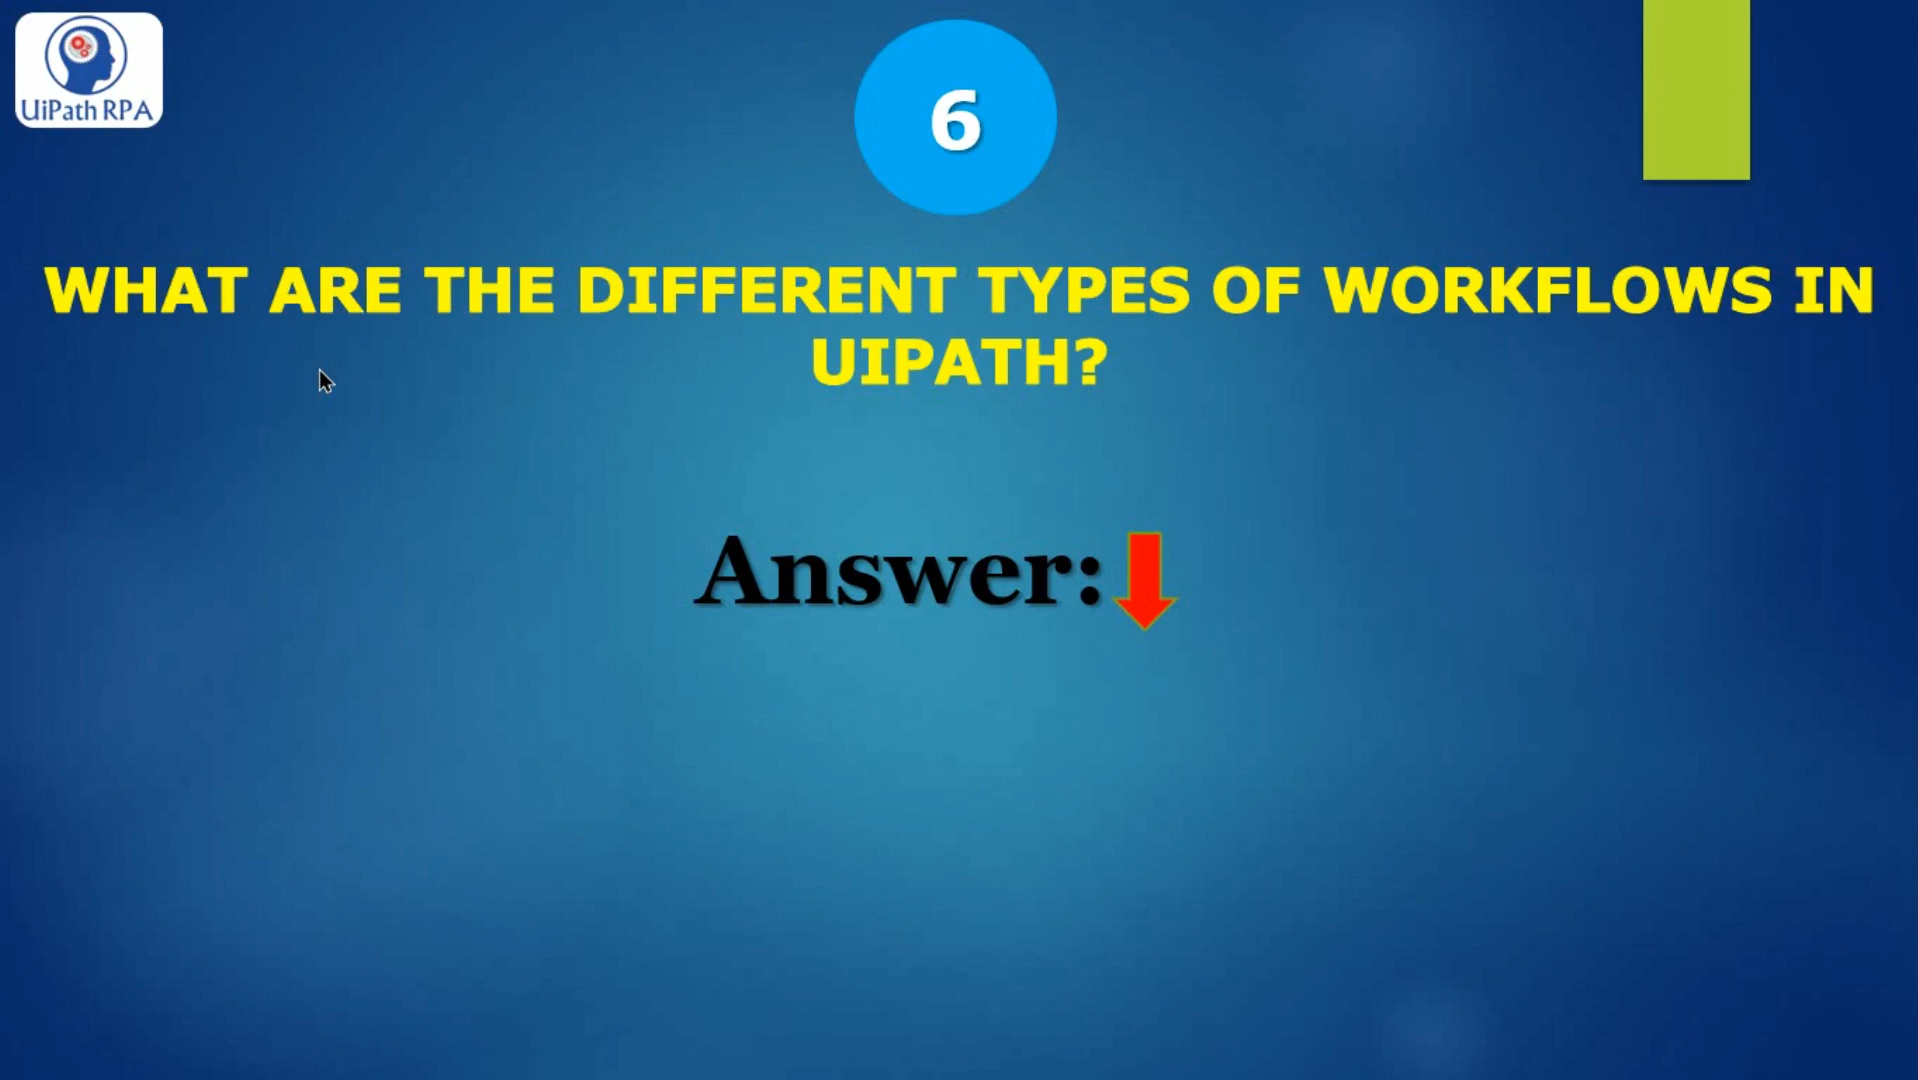 UiPath RPA
6
WHAT ARE THE DIFFERENT TYPES OF WORKFLOWS IN
UIPATH?
Answer: